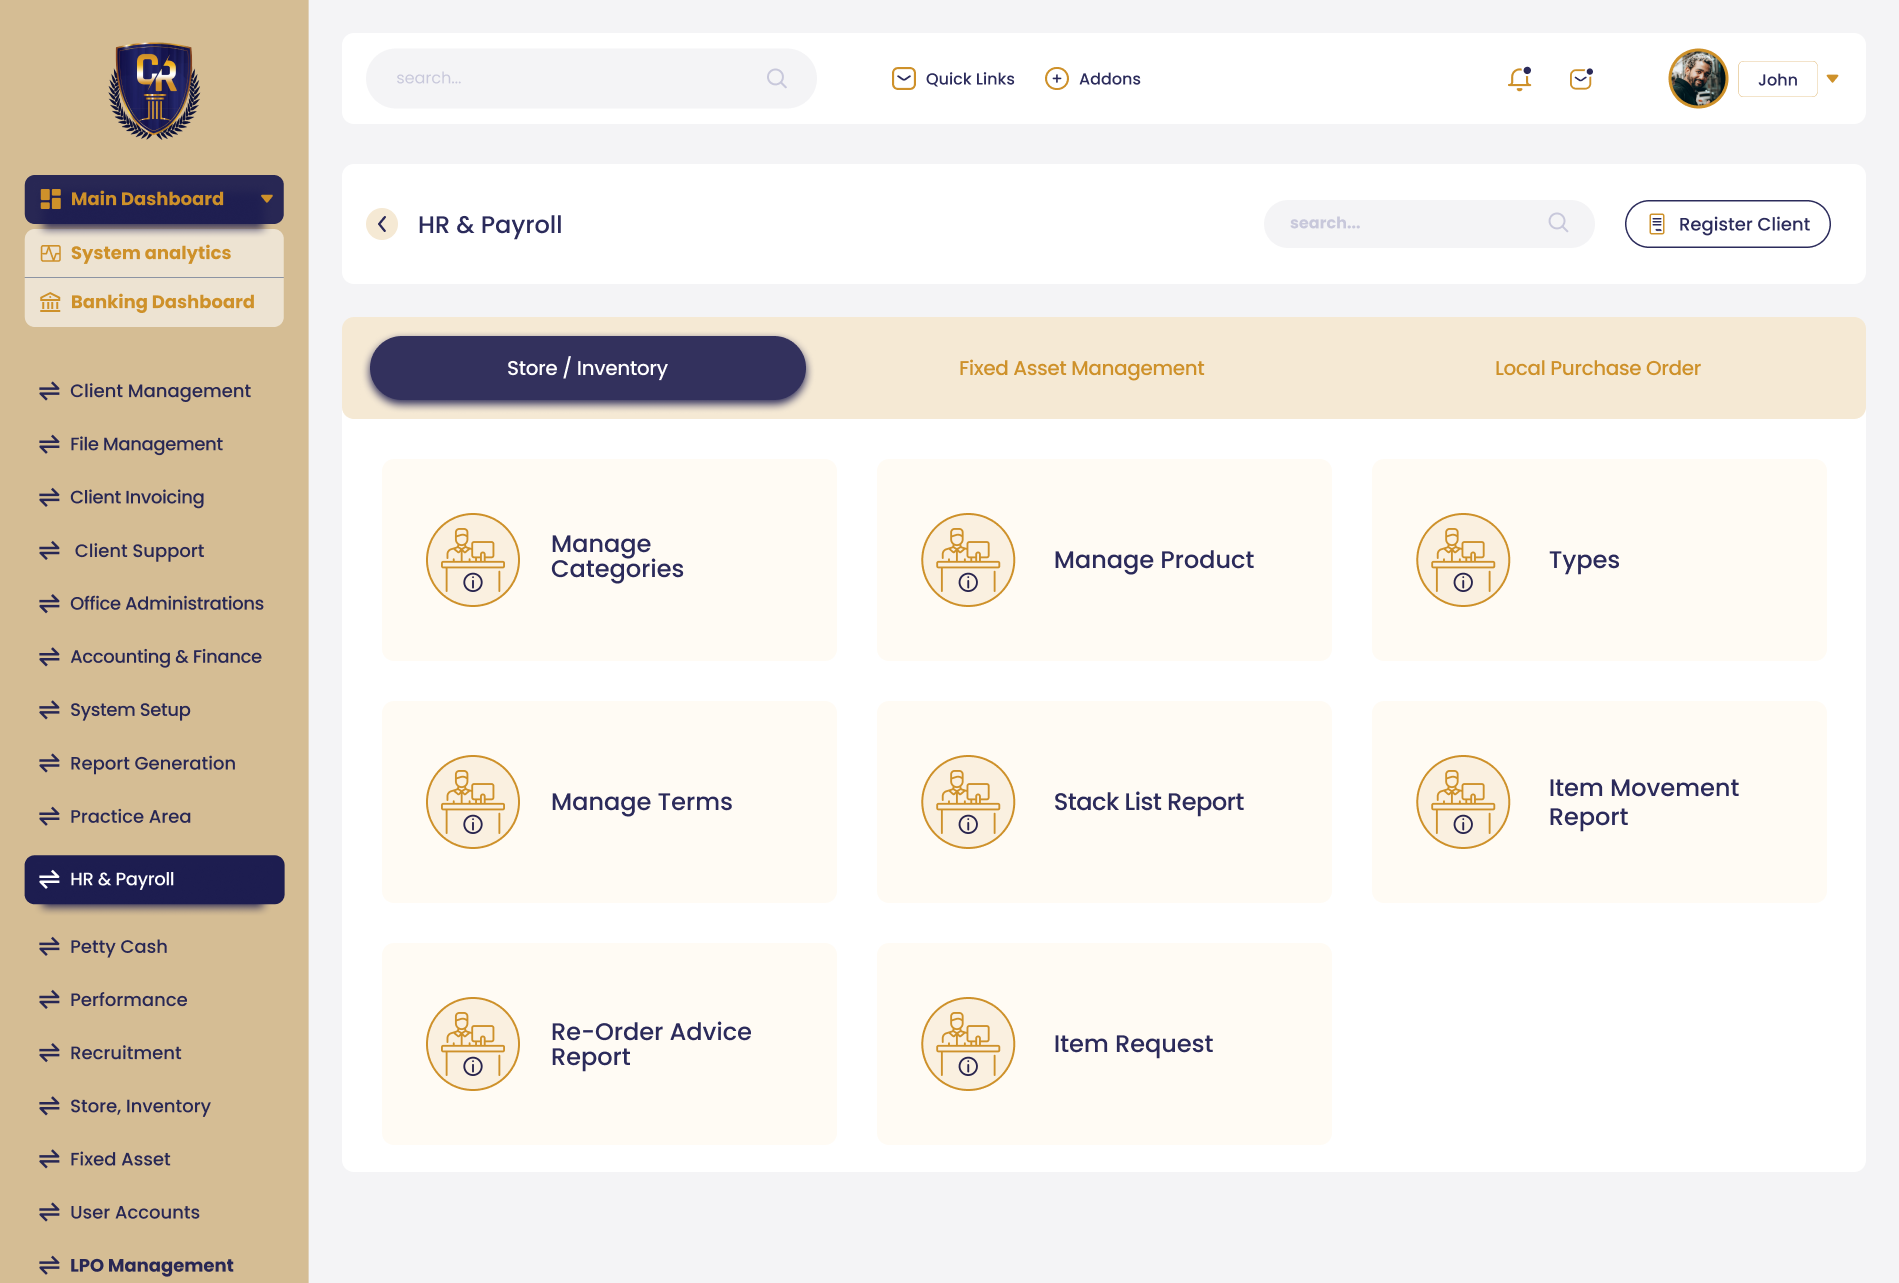 CR
search...
Quick Links
Addons
John
Main Dashboard
System analytics
Banking Dashboard
HR & Payroll
search...
Register Client
Client Management
File Management
Client Invoicing
Client Support
Office Administrations
Accounting & Finance
System Setup
Report Generation
Practice Area
HR & Payroll
Petty Cash
Performance
Recruitment
Store, Inventory
Fixed Asset
User Accounts
LPO Management
Store / Inventory
Fixed Asset Management
Local Purchase Order
Manage
Categories
Manage Product
Types
Manage Terms
Stack List Report
Item Movement
Report
Re-Order Advice
Report
Item Request